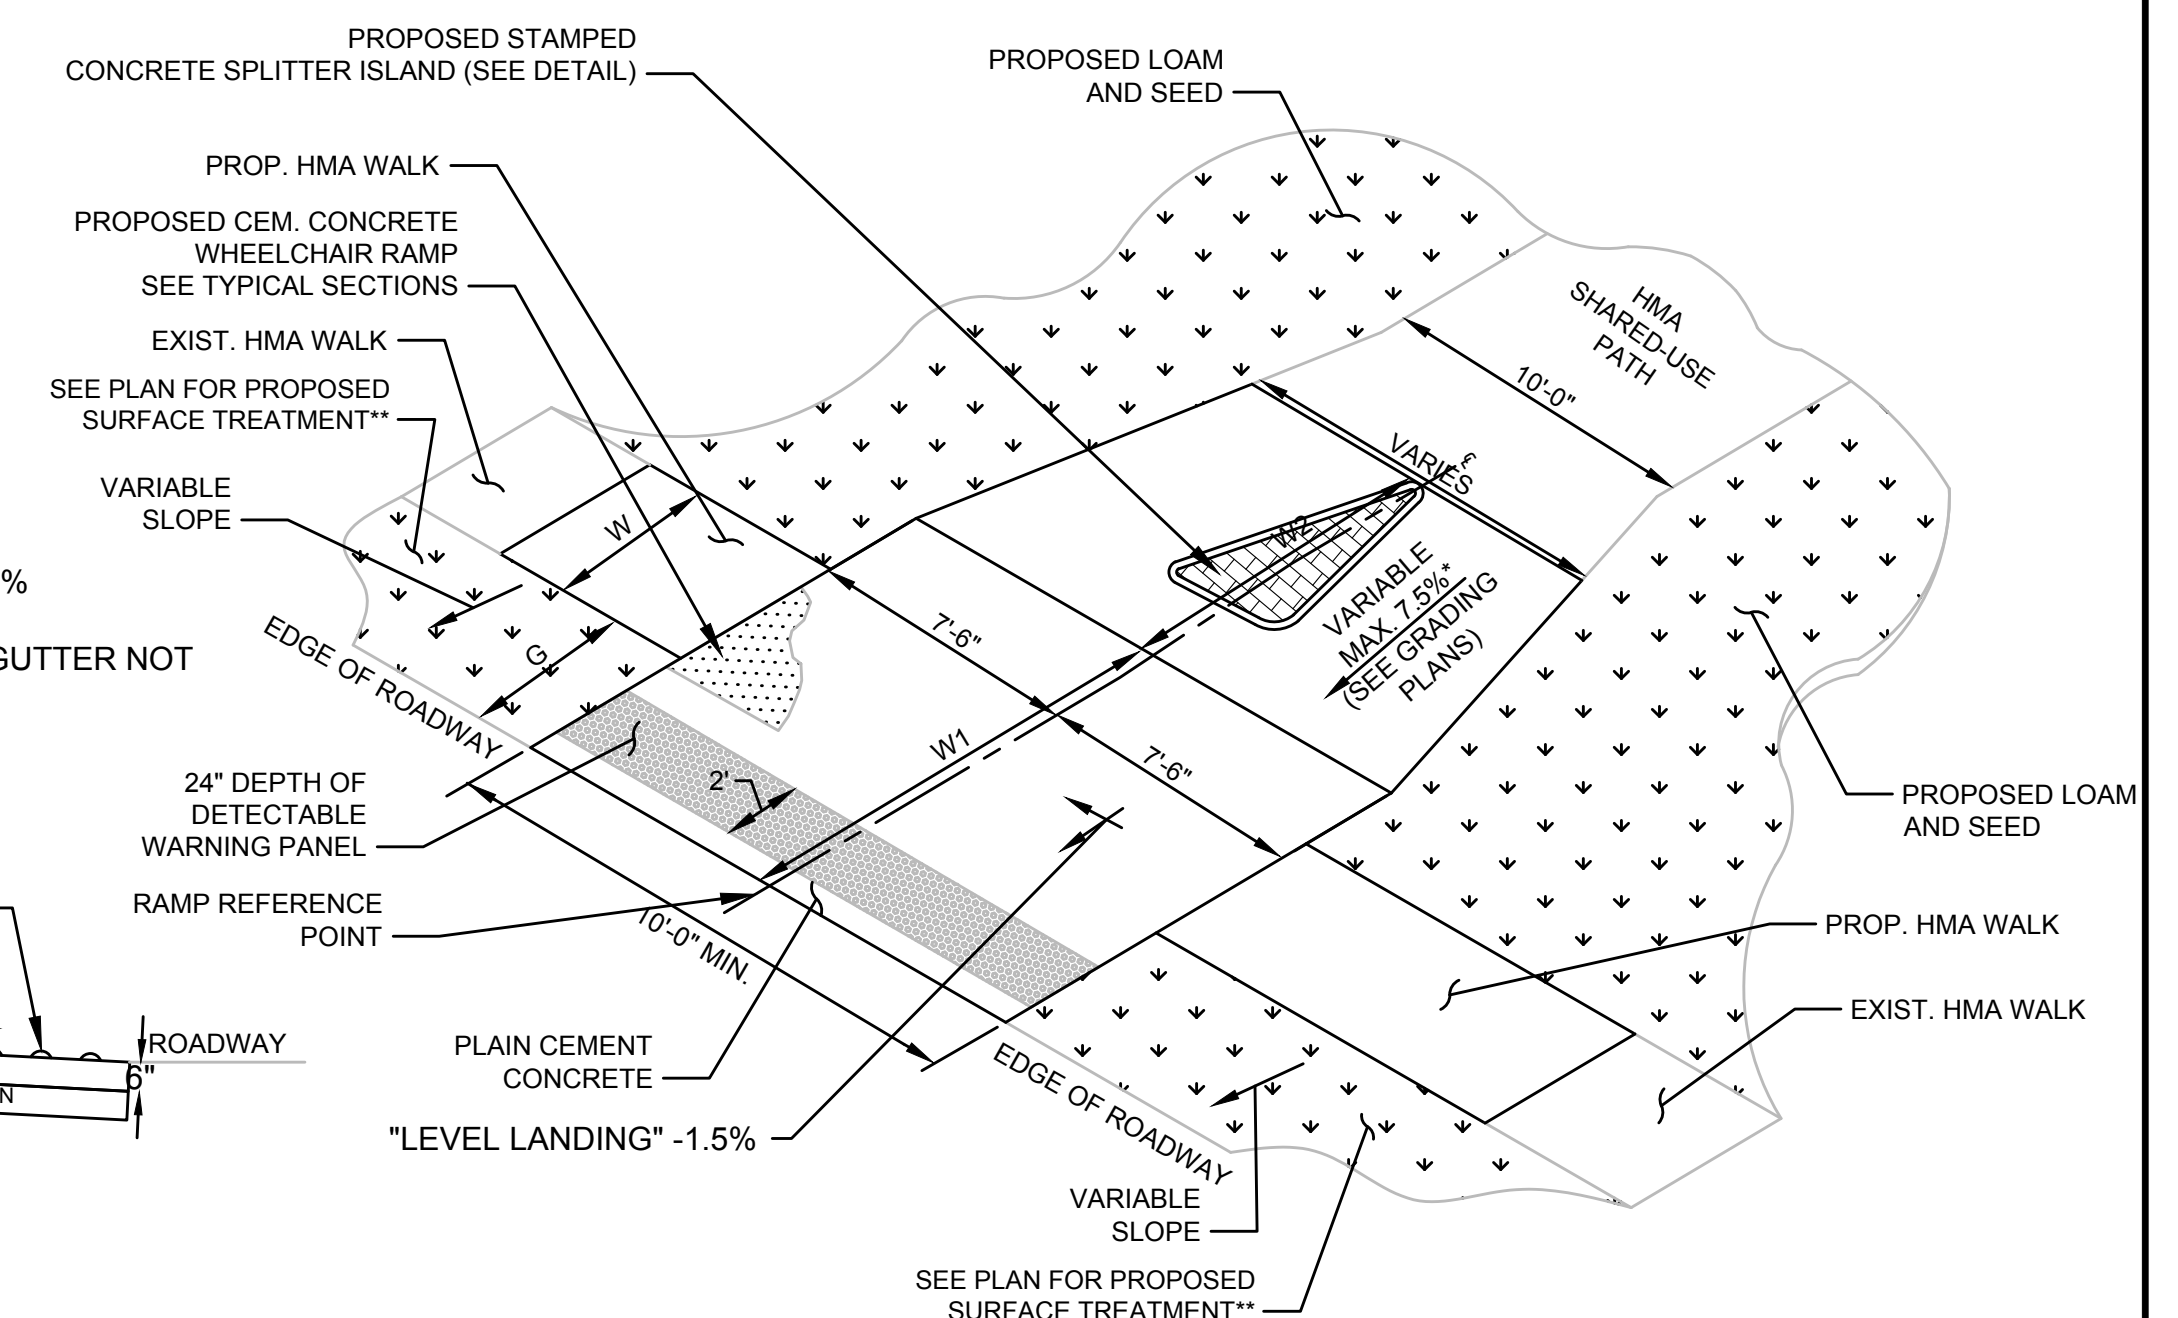 PROPOSED STAMPED
CONCRETE SPLITTER ISLAND (SEE DETAIL)
PROPOSED LOAM
AND SEED
PROP. HMA WALK
PROPOSED CEM. CONCRETE
WHEELCHAIR RAMP
SEE TYPICAL SECTIONS
EXIST. HMA WALK
SEE PLAN FOR PROPOSED
SURFACE TREATMENT**
VARIABLE
SLOPE
%
GUTTER NOT
HMA
SHARED-USE
PATH
10'-0"
VARIES
℄
W2
W
G
VARIABLE
MAX. 7.5%*
(SEE GRADING
PLANS)
EDGE OF ROADWAY
7'-6"
7'-6"
W1
2'
24" DEPTH OF
DETECTABLE
WARNING PANEL
RAMP REFERENCE
POINT
10'-0" MIN.
PROPOSED LOAM
AND SEED
PROP. HMA WALK
EXIST. HMA WALK
ROADWAY
6"
N
PLAIN CEMENT
CONCRETE
"LEVEL LANDING" -1.5%
EDGE OF ROADWAY
VARIABLE
SLOPE
SEE PLAN FOR PROPOSED
SURFACE TREATMENT**